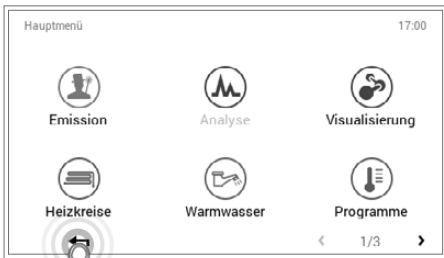 Hauptmenü 17:00
Emission Analyse Visualisierung
Heizkreise Warmwasser Programme
1/3